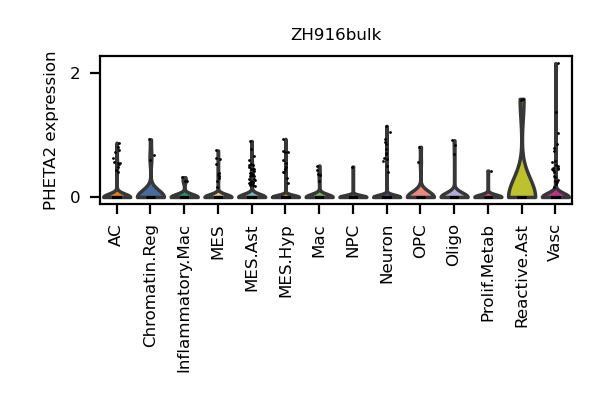 ZH916bulk
PHETA2 expression
2
0
AC
Chromatin.Reg
Inflammatory.Mac
MES
MES.Ast
MES.Hyp
Mac
NPC
Neuron
OPC
Oligo
Prolif.Metab
Reactive.Ast
Vasc